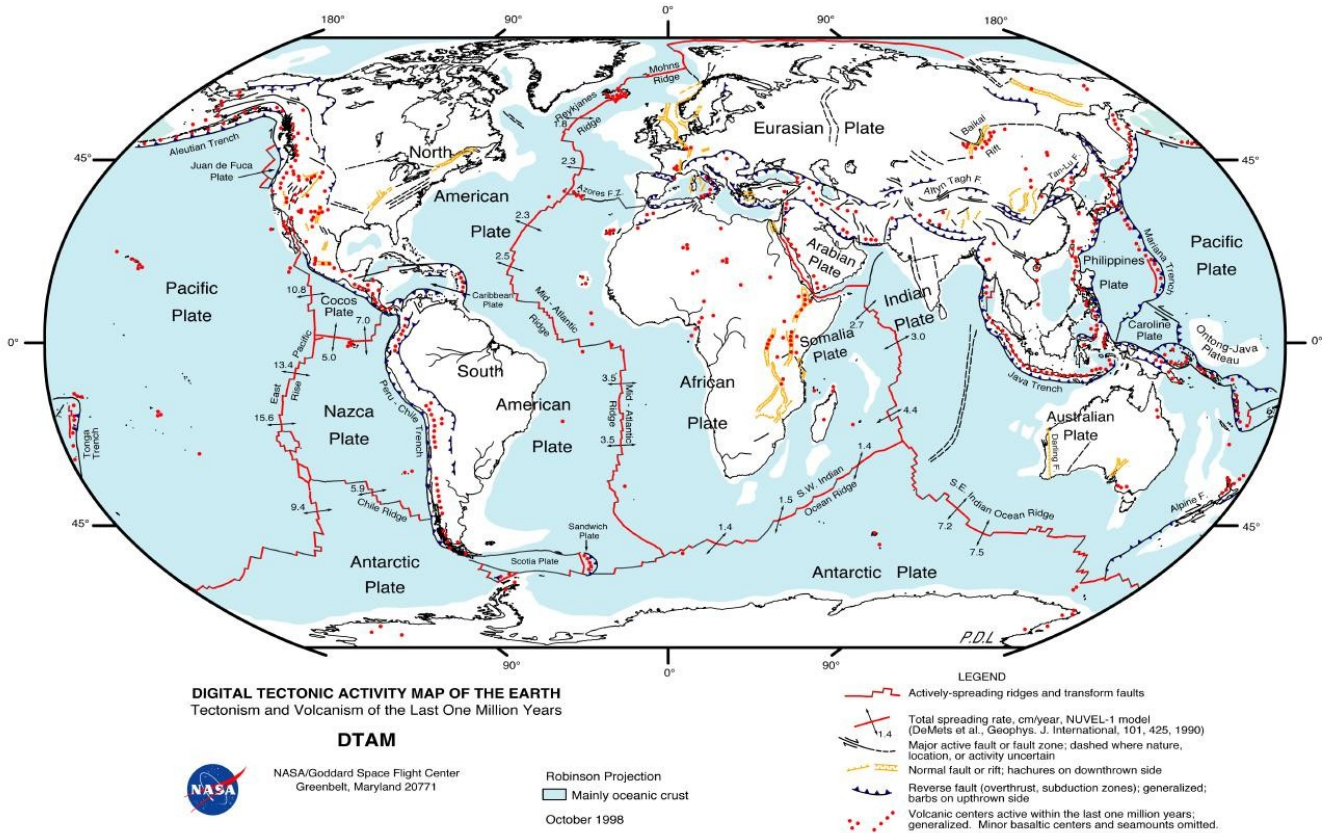 180°
90°
0°
90°
180°
Mohns
Ridge
Reykjanes
Ridge
1.8
Eurasian Plate
Baikal
Rift
Aleutian Trench
45°
Juan de Fuca
Plate
North
American
Plate
2.3
Azores F.Z.
Altyn Tagh F.
Tan-Lu F.
45°
2.3
2.5
Arabian
Plate
Indian
Plate
Philippines
Plate
Mariana Trench
Pacific
Plate
Pacific
Plate
10.8
Cocos
Plate
7.0
5.0
Caribbean
Plate
Mid - Atlantic
Ridge
2.7
3.0
Somalia
Plate
Caroline
Plate
Ontong-Java
Plateau
0°
0°
13.4
East Pacific
Rise
15.6
South
American
Plate
3.5
Mid - Atlantic
Ridge
3.5
African
Plate
4.4
Java Trench
Nazca
Plate
Peru - Chile Trench
Australian
Plate
Darling F.
Tonga
Trench
1.4
S.W. Indian
Ocean Ridge
1.5
1.4
S.E. Indian Ocean Ridge
7.2
7.5
Alpine F.
5.9
Chile Ridge
9.4
45°
45°
Sandwich
Plate
Scotia Plate
Antarctic
Plate
Antarctic Plate
P.D.L
90°
0°
90°
DIGITAL TECTONIC ACTIVITY MAP OF THE EARTH
Tectonism and Volcanism of the Last One Million Years
DTAM
NASA
NASA/Goddard Space Flight Center
Greenbelt, Maryland 20771
Robinson Projection
Mainly oceanic crust
October 1998
LEGEND
Actively-spreading ridges and transform faults
1.4
Total spreading rate, cm/year, NUVEL-1 model
(DeMets et al., Geophys. J. International, 101, 425, 1990)
Major active fault or fault zone; dashed where nature,
location, or activity uncertain
Normal fault or rift; hachures on downthrown side
Reverse fault (overthrust, subduction zones); generalized;
barbs on upthrown side
Volcanic centers active within the last one million years;
generalized. Minor basaltic centers and seamounts omitted.